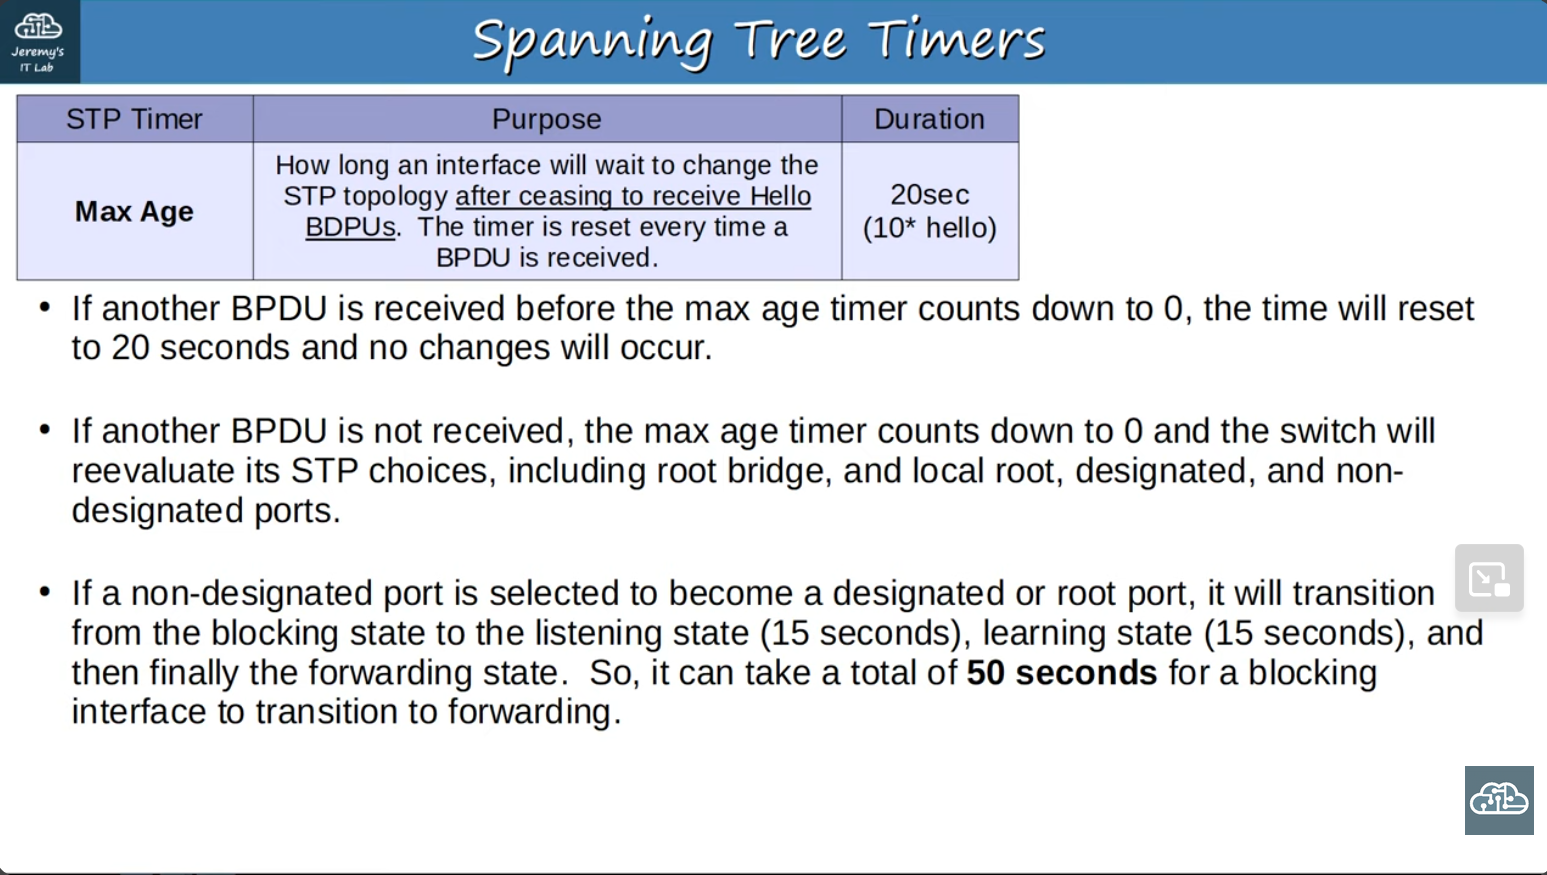 Jeremy's
IT Lab
Spanning Tree Timers
STP Timer
Purpose
Duration
Max Age
How long an interface will wait to change the
STP topology after ceasing to receive Hello
BDPUs. The timer is reset every time a
BPDU is received.
20sec
(10* hello)
• If another BPDU is received before the max age timer counts down to 0, the time will reset
to 20 seconds and no changes will occur.
• If another BPDU is not received, the max age timer counts down to 0 and the switch will
reevaluate its STP choices, including root bridge, and local root, designated, and non-
designated ports.
• If a non-designated port is selected to become a designated or root port, it will transition
from the blocking state to the listening state (15 seconds), learning state (15 seconds), and
then finally the forwarding state. So, it can take a total of 50 seconds for a blocking
interface to transition to forwarding.